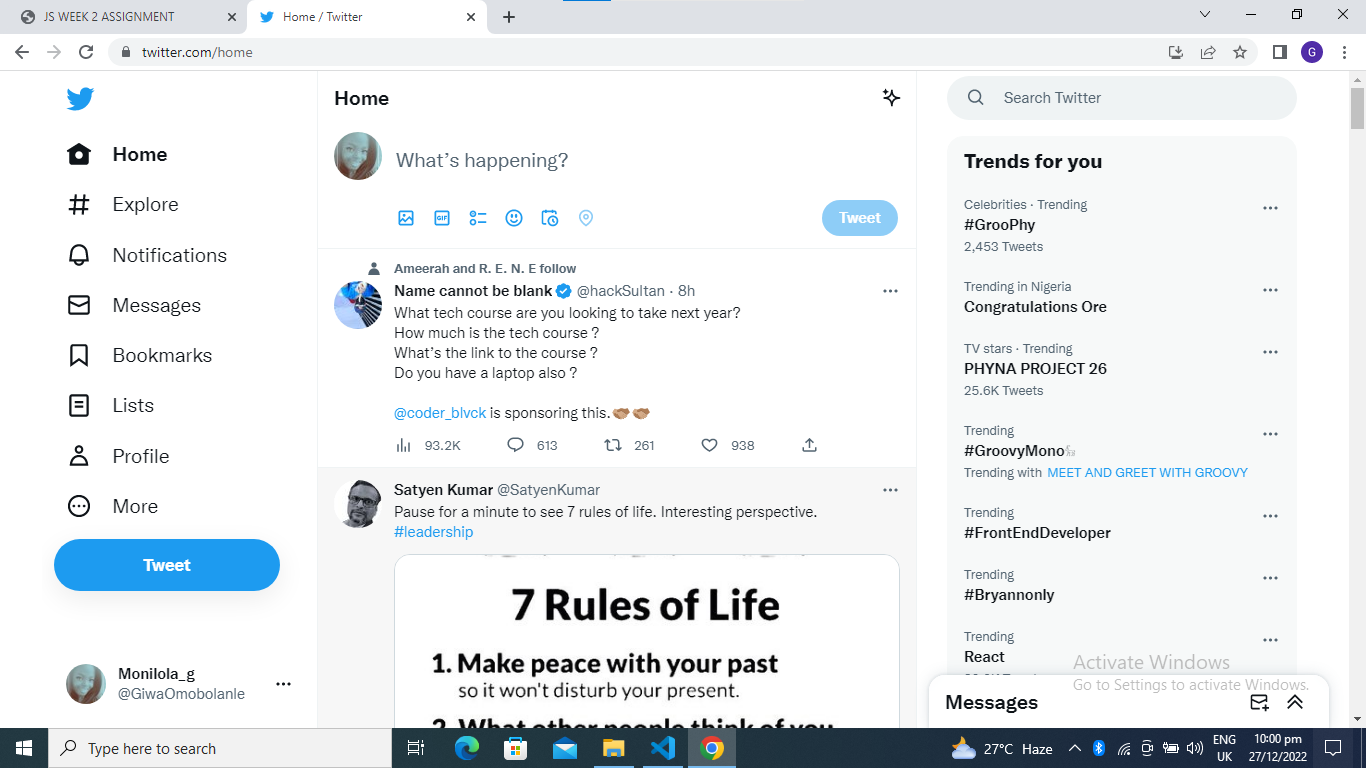 JS WEEK 2 ASSIGNMENT
Home / Twitter
twitter.com/home
G
Home
Explore
Notifications
Messages
Bookmarks
Lists
Profile
More
Tweet
Monilola_g
@GiwaOmobolanle
Home
What's happening?
GIF
Tweet
Ameerah and R. E. N. E follow
Name cannot be blank @hackSultan · 8h
What tech course are you looking to take next year?
How much is the tech course ?
What's the link to the course ?
Do you have a laptop also ?
@coder_blvck is sponsoring this.🤝🏽🤝🏽
93.2K 613 261 938
Satyen Kumar @SatyenKumar
Pause for a minute to see 7 rules of life. Interesting perspective.
#leadership
7 Rules of Life
1. Make peace with your past
so it won't disturb your present.
2. What other people think of you
Search Twitter
Trends for you
Celebrities · Trending
#GrooPhy
2,453 Tweets
Trending in Nigeria
Congratulations Ore
TV stars · Trending
PHYNA PROJECT 26
25.6K Tweets
Trending
#GroovyMono
Trending with MEET AND GREET WITH GROOVY
Trending
#FrontEndDeveloper
Trending
#Bryannonly
Trending
React
Activate Windows
Go to Settings to activate Windows.
Messages
Type here to search
27°C Haze
ENG
UK
10:00 pm
27/12/2022